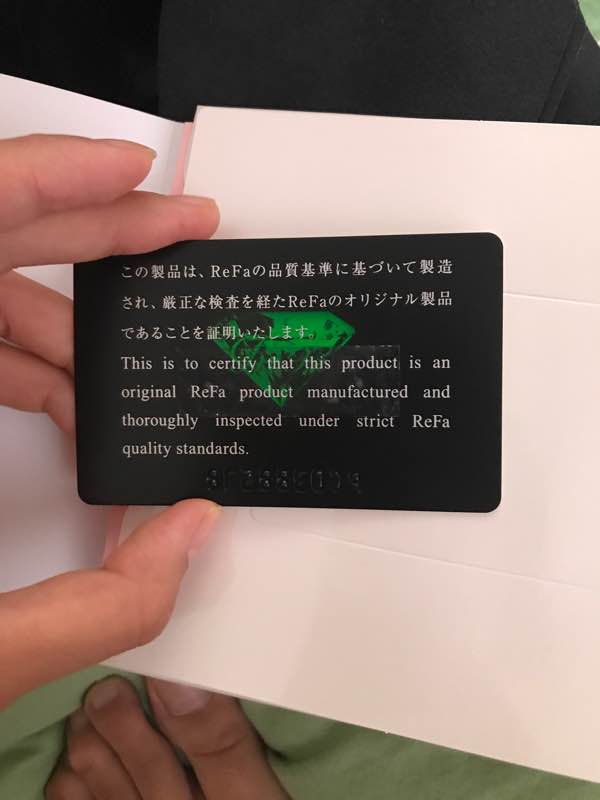 この製品は、ReFaの品質基準に基づいて製造
され、厳正な検査を経たReFaのオリジナル製品
であることを証明いたします。
This is to certify that this product is an
original ReFa product manufactured and
thoroughly inspected under strict ReFa
quality standards.